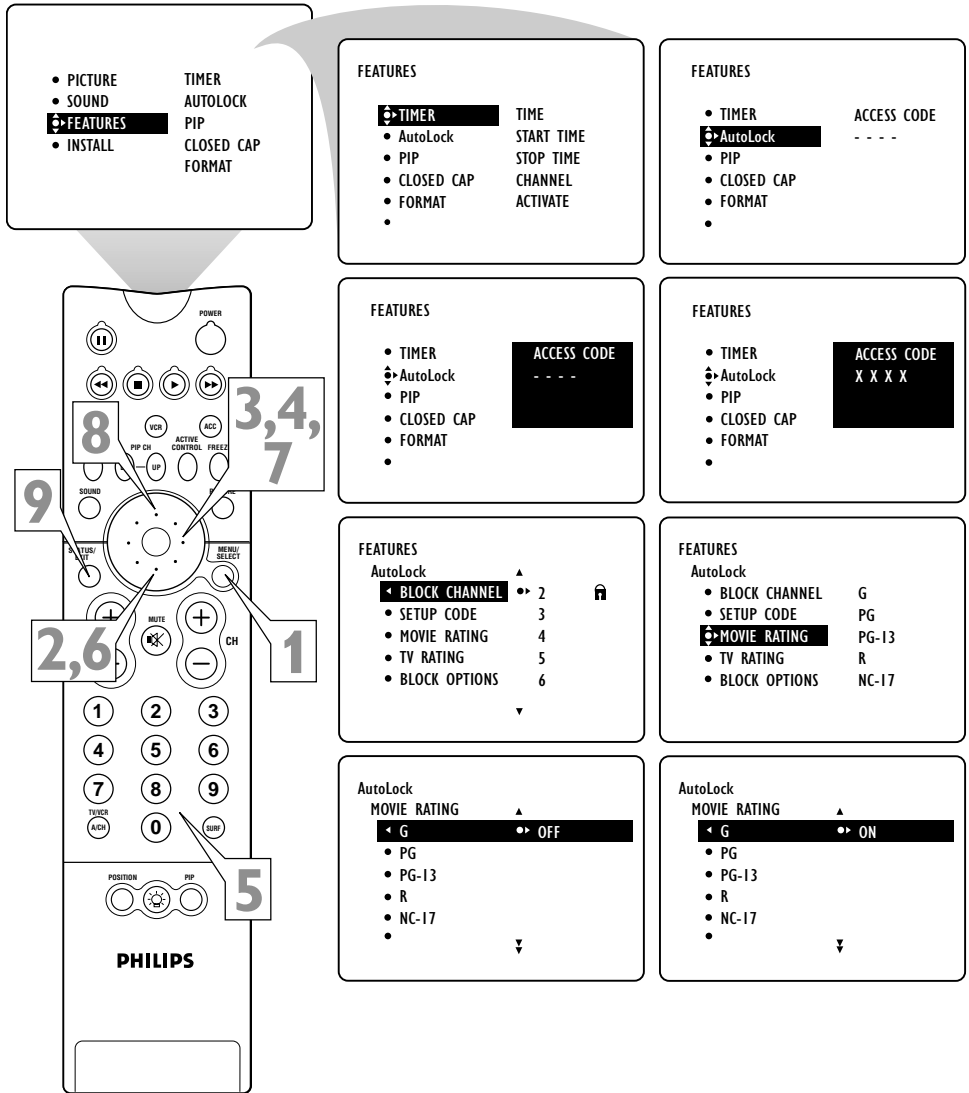 PICTURE TIMER
SOUND AUTOLOCK
FEATURES PIP
INSTALL CLOSED CAP
FORMAT
FEATURES
TIMER TIME
AutoLock START TIME
PIP STOP TIME
CLOSED CAP CHANNEL
FORMAT ACTIVATE
FEATURES
TIMER ACCESS CODE
AutoLock - - - -
PIP
CLOSED CAP
FORMAT
FEATURES
TIMER ACCESS CODE
AutoLock - - - -
PIP
CLOSED CAP
FORMAT
FEATURES
TIMER ACCESS CODE
AutoLock X X X X
PIP
CLOSED CAP
FORMAT
FEATURES
AutoLock
BLOCK CHANNEL 2
SETUP CODE 3
MOVIE RATING 4
TV RATING 5
BLOCK OPTIONS 6
FEATURES
AutoLock
BLOCK CHANNEL G
SETUP CODE PG
MOVIE RATING PG-13
TV RATING R
BLOCK OPTIONS NC-17
AutoLock
MOVIE RATING
G OFF
PG
PG-13
R
NC-17
AutoLock
MOVIE RATING
G ON
PG
PG-13
R
NC-17
POWER
VCR ACC
PIP CH
ACTIVE
CONTROL
UP
SOUND
MENU/
SELECT
MUTE
CH
1 2 3
4 5 6
7 8 9
TV/VCR
A/CH 0 SURF
POSITION PIP
PHILIPS
8
3,4,
7
9
2,6
1
5